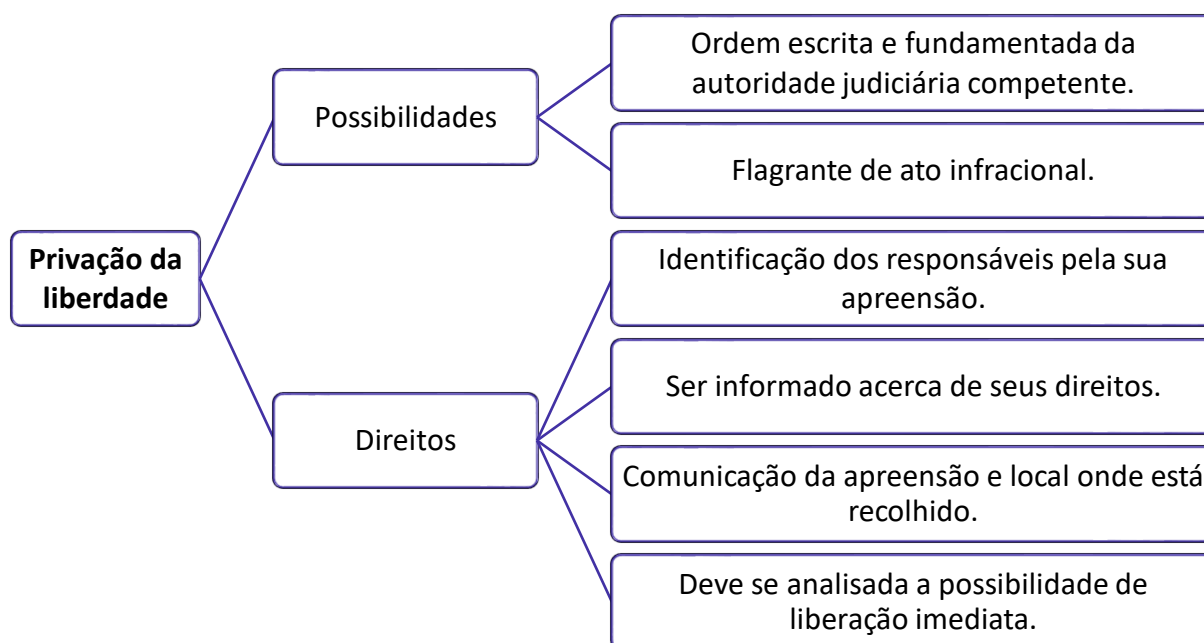 Privação da
liberdade
Possibilidades
Ordem escrita e fundamentada da
autoridade judiciária competente.
Flagrante de ato infracional.
Direitos
Identificação dos responsáveis pela sua
apreensão.
Ser informado acerca de seus direitos.
Comunicação da apreensão e local onde está
recolhido.
Deve se analisada a possibilidade de
liberação imediata.